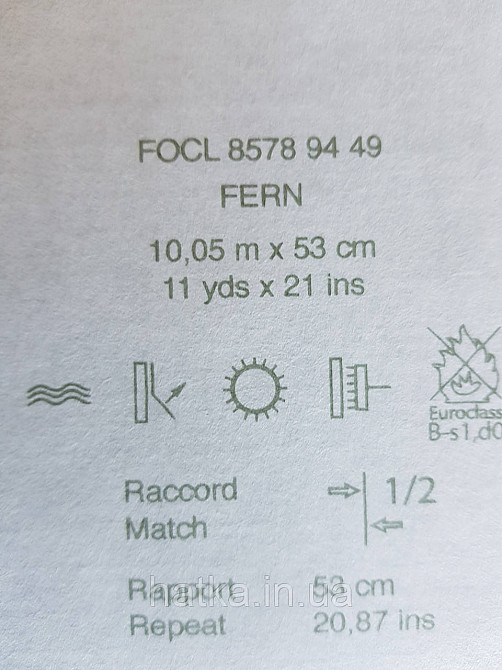 FOCL 8578 94 49
FERN
10,05 m x 53 cm
11 yds x 21 ins
Euroclass
B-s1,d0
Raccord 1/2
Match
Rapport 53 cm
hatka.in.ua
Repeat 20,87 ins